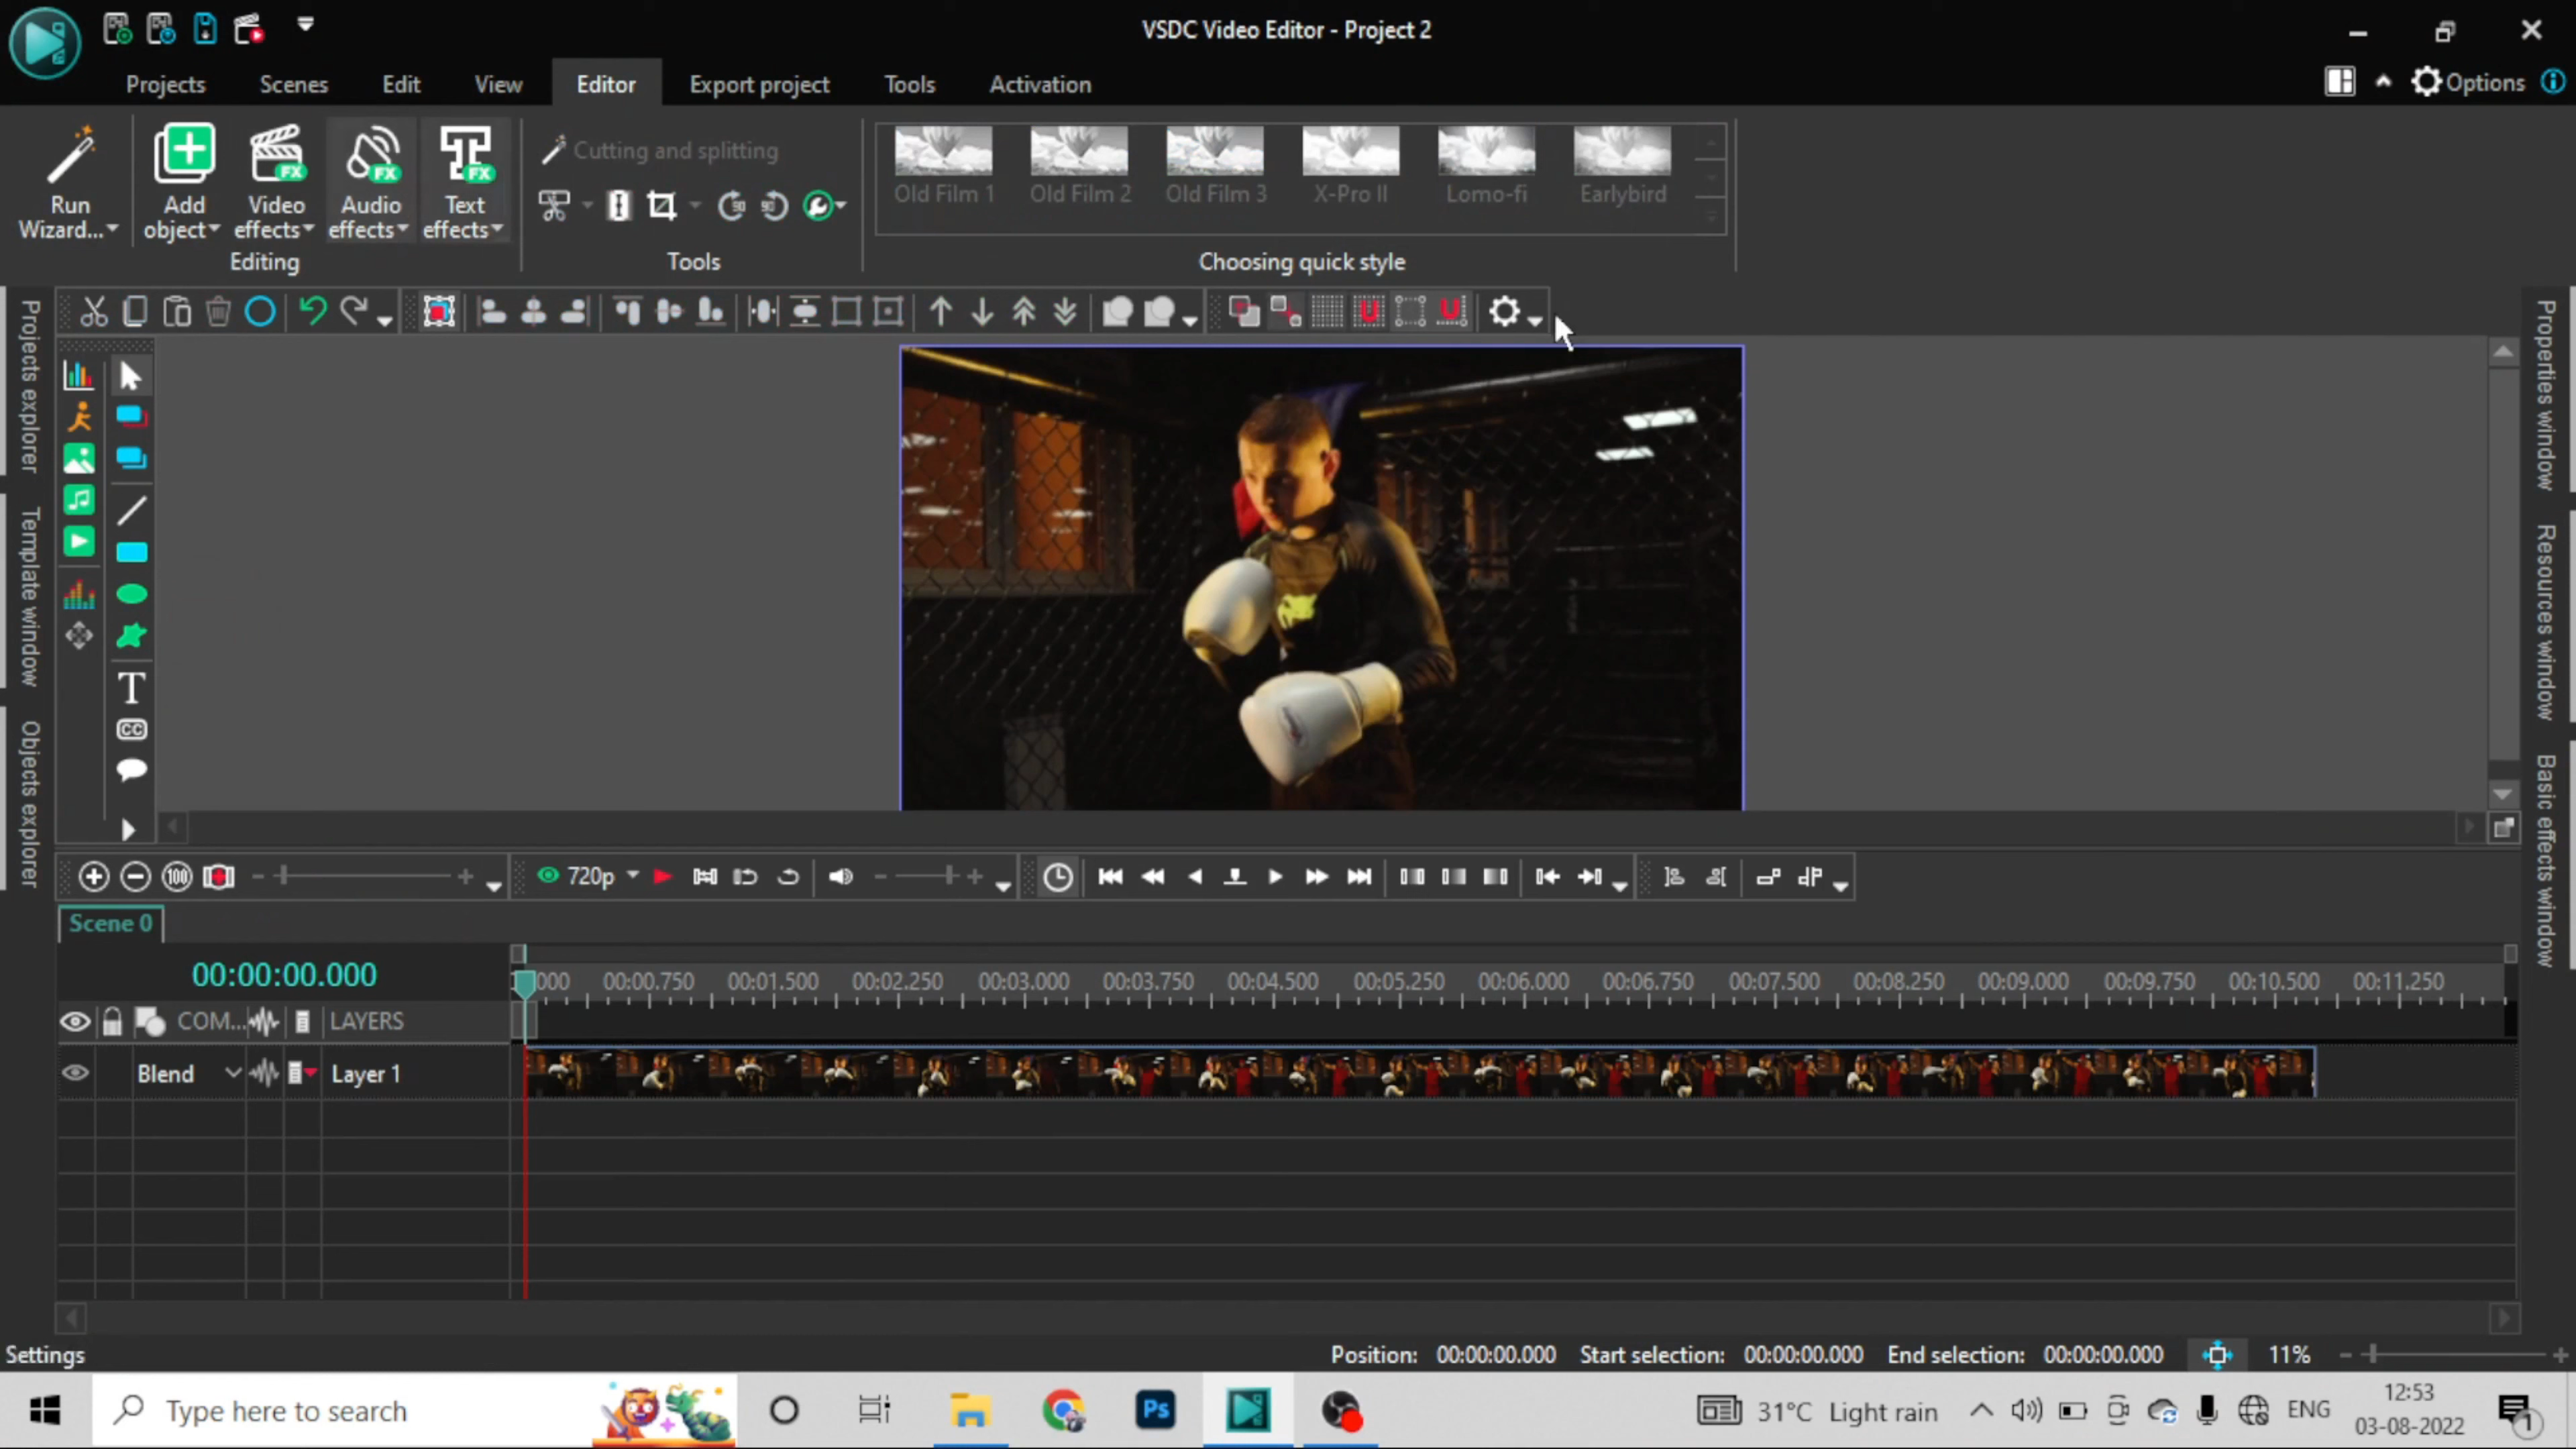 VSDC Video Editor - Project 2
Projects
Scenes
Edit
View
Editor
Export project
Tools
Activation
Options
Run Wizard...
Add object
Video effects
Audio effects
Text effects
Editing
Cutting and splitting
Tools
Old Film 1
Old Film 2
Old Film 3
X-Pro II
Lomo-fi
Earlybird
Choosing quick style
Projects explorer
Template window
Objects explorer
Properties window
Resources window
Basic effects window
720p
Scene 0
00:00:00.000
000 00:00.750 00:01.500 00:02.250 00:03.000 00:03.750 00:04.500 00:05.250 00:06.000 00:06.750 00:07.500 00:08.250 00:09.000 00:09.750 00:10.500 00:11.250
COM... LAYERS
Blend Layer 1
Settings
Position: 00:00:00.000 Start selection: 00:00:00.000 End selection: 00:00:00.000 11%
Type here to search
Ps
31°C Light rain
ENG
12:53
03-08-2022
1